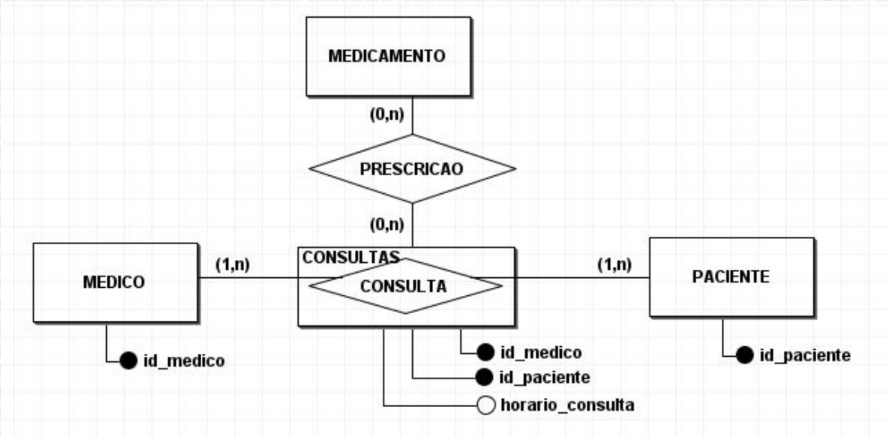 MEDICAMENTO
(0,n)
PRESCRICAO
(0,n)
CONSULTAS
MEDICO
(1,n)
CONSULTA
(1,n)
PACIENTE
id_medico
id_medico
id_paciente
id_paciente
horario_consulta